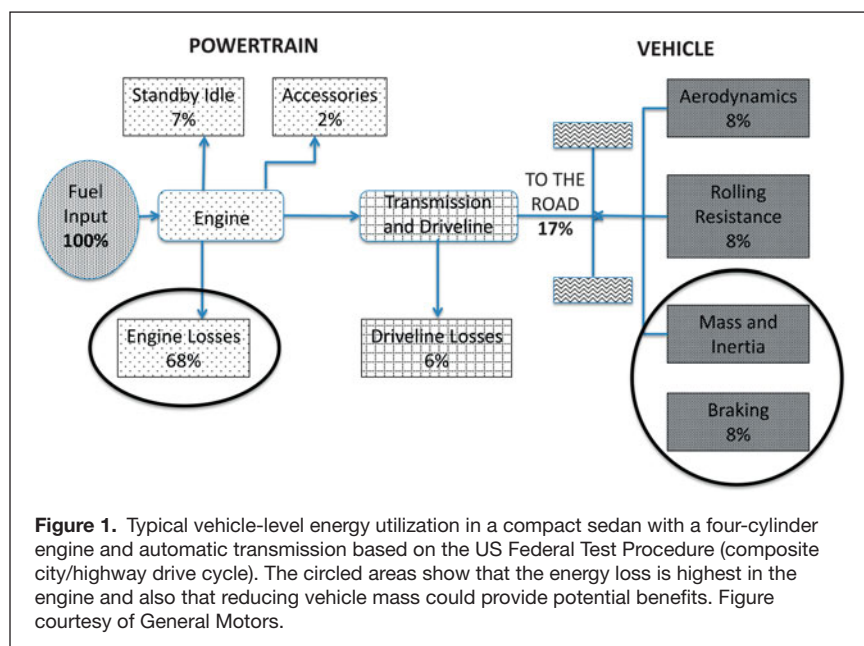 POWERTRAIN
VEHICLE
Standby Idle
7%
Accessories
2%
Aerodynamics
8%
Fuel
Input
100%
Engine
Transmission
and Driveline
TO THE
ROAD
17%
Rolling
Resistance
8%
Engine Losses
68%
Driveline Losses
6%
Mass and
Inertia
Braking
8%
Figure 1. Typical vehicle-level energy utilization in a compact sedan with a four-cylinder
engine and automatic transmission based on the US Federal Test Procedure (composite
city/highway drive cycle). The circled areas show that the energy loss is highest in the
engine and also that reducing vehicle mass could provide potential benefits. Figure
courtesy of General Motors.